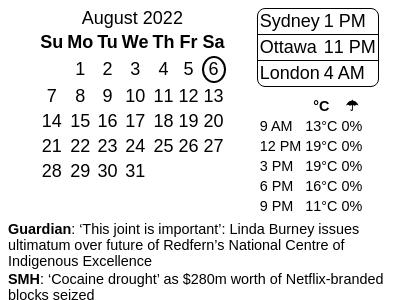 August 2022
Su Mo Tu We Th Fr Sa
1 2 3 4 5 6
7 8 9 10 11 12 13
14 15 16 17 18 19 20
21 22 23 24 25 26 27
28 29 30 31
Sydney 1 PM
Ottawa 11 PM
London 4 AM
°C ☂
9 AM 13°C 0%
12 PM 19°C 0%
3 PM 19°C 0%
6 PM 16°C 0%
9 PM 11°C 0%
Guardian: ‘This joint is important’: Linda Burney issues
ultimatum over future of Redfern’s National Centre of
Indigenous Excellence
SMH: ‘Cocaine drought’ as $280m worth of Netflix-branded
blocks seized